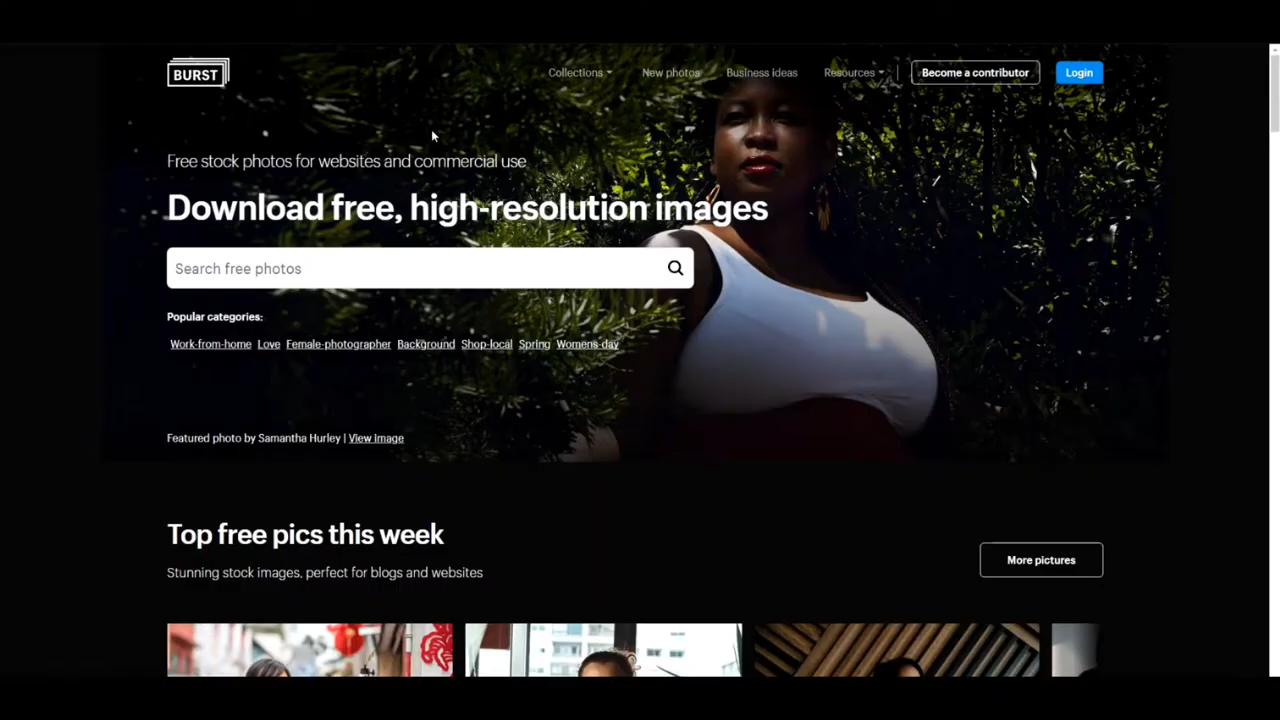 BURST
Collections
New photos
Business ideas
Resources
Become a contributor
Login
Free stock photos for websites and commercial use
Download free, high-resolution images
Search free photos
Popular categories:
Work-from-home Love Female-photographer Background Shop-local Spring Womens-day
Featured photo by Samantha Hurley | View image
Top free pics this week
Stunning stock images, perfect for blogs and websites
More pictures